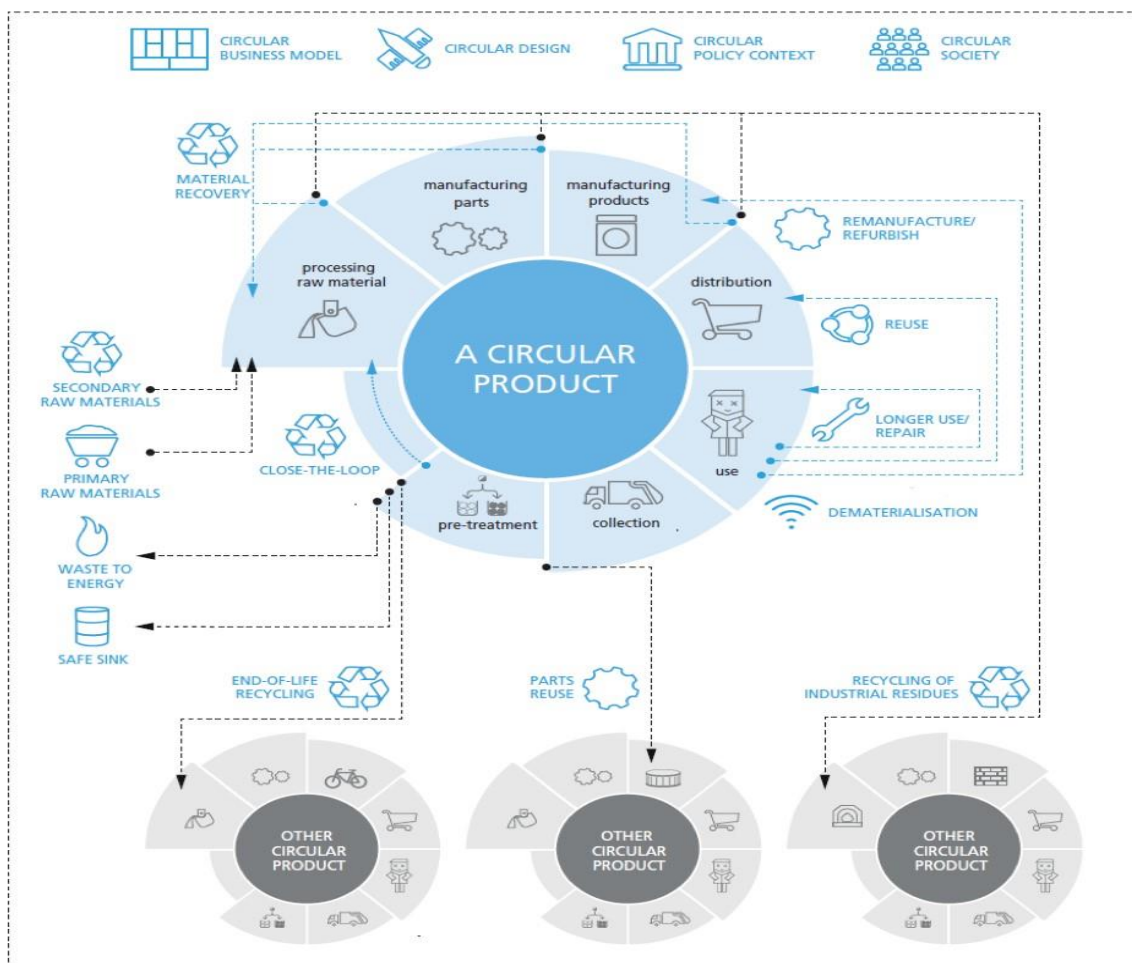 CIRCULAR
BUSINESS MODEL
CIRCULAR DESIGN
CIRCULAR
POLICY CONTEXT
CIRCULAR
SOCIETY
MATERIAL
RECOVERY
manufacturing
parts
manufacturing
products
REMANUFACTURE/
REFURBISH
processing
raw material
distribution
REUSE
A CIRCULAR
PRODUCT
SECONDARY
RAW MATERIALS
LONGER USE/
REPAIR
CLOSE-THE-LOOP
use
PRIMARY
RAW MATERIALS
pre-treatment
collection
DEMATERIALISATION
WASTE TO
ENERGY
SAFE SINK
END-OF-LIFE
RECYCLING
PARTS
REUSE
RECYCLING OF
INDUSTRIAL RESIDUES
OTHER
CIRCULAR
PRODUCT
OTHER
CIRCULAR
PRODUCT
OTHER
CIRCULAR
PRODUCT